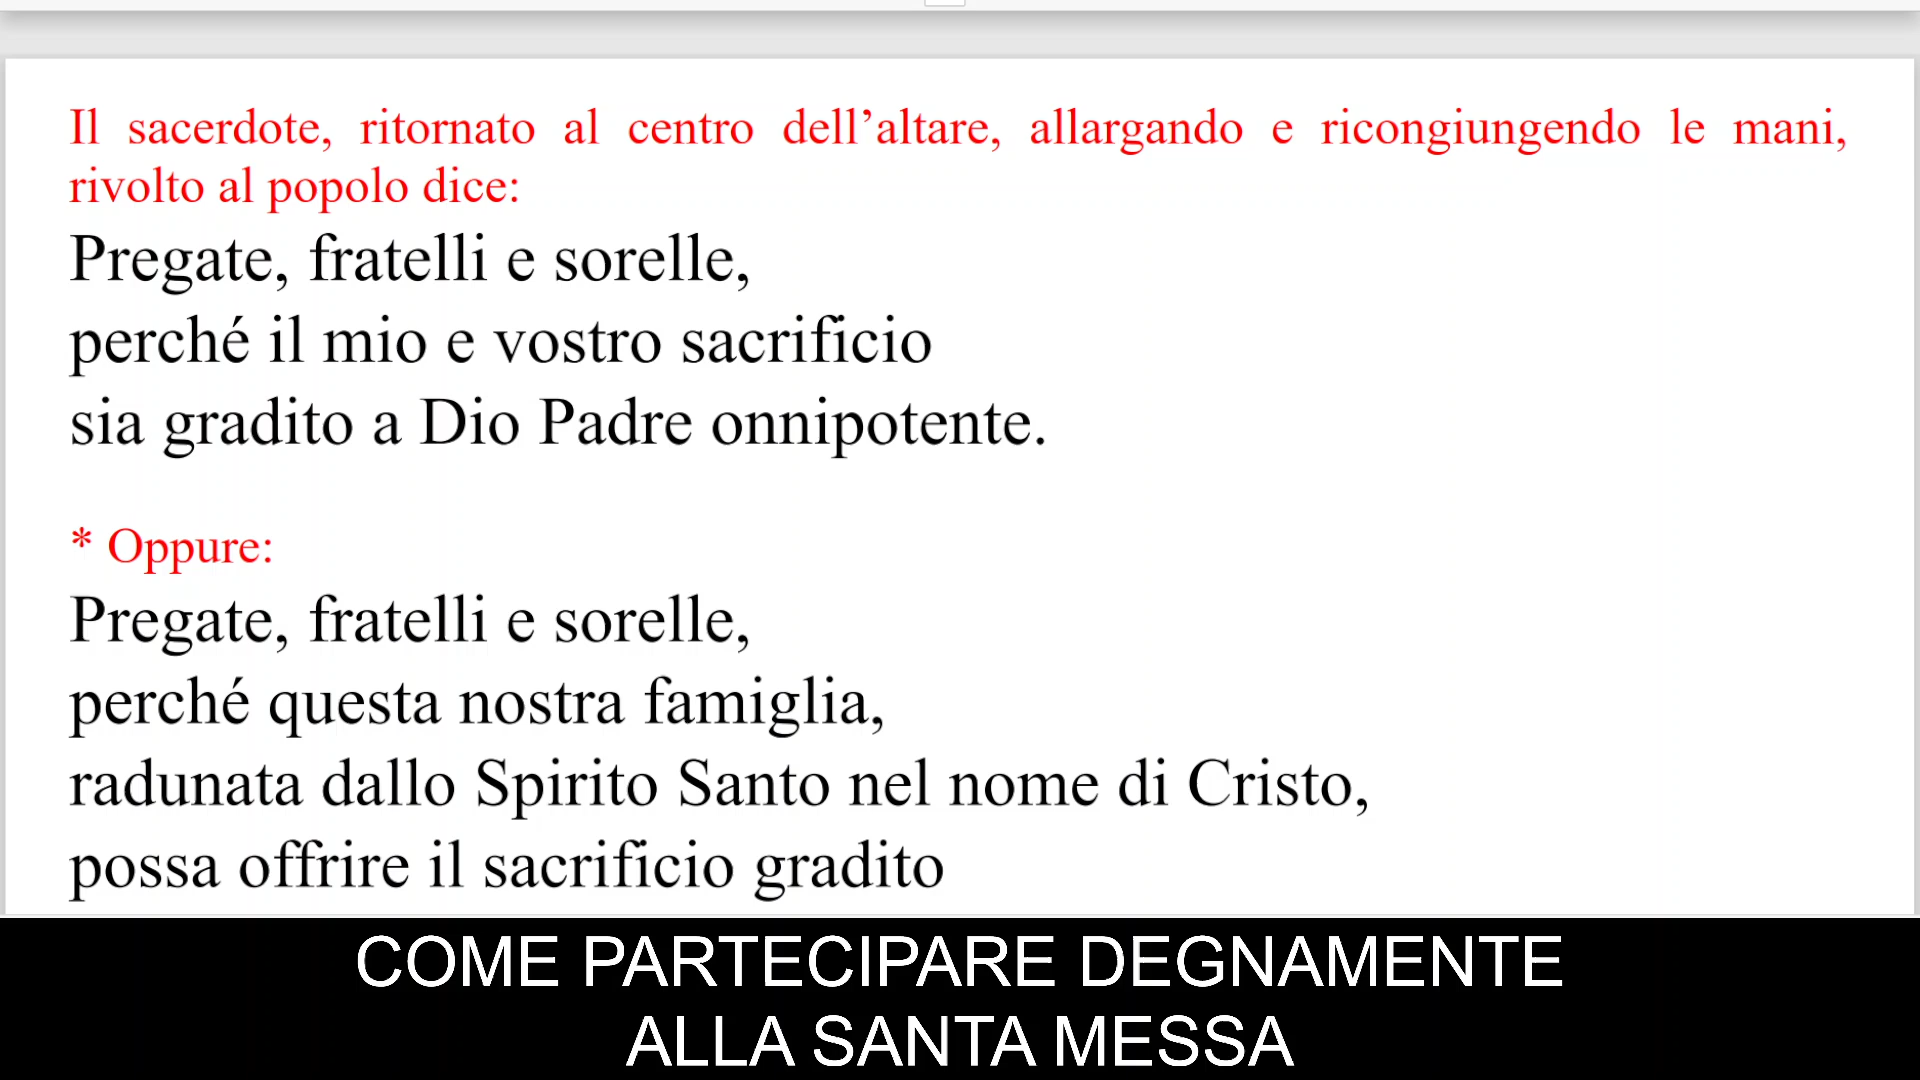 Il sacerdote, ritornato al centro dell’altare, allargando e ricongiungendo le mani,
rivolto al popolo dice:
Pregate, fratelli e sorelle,
perché il mio e vostro sacrificio
sia gradito a Dio Padre onnipotente.
* Oppure:
Pregate, fratelli e sorelle,
perché questa nostra famiglia,
radunata dallo Spirito Santo nel nome di Cristo,
possa offrire il sacrificio gradito
COME PARTECIPARE DEGNAMENTE
ALLA SANTA MESSA